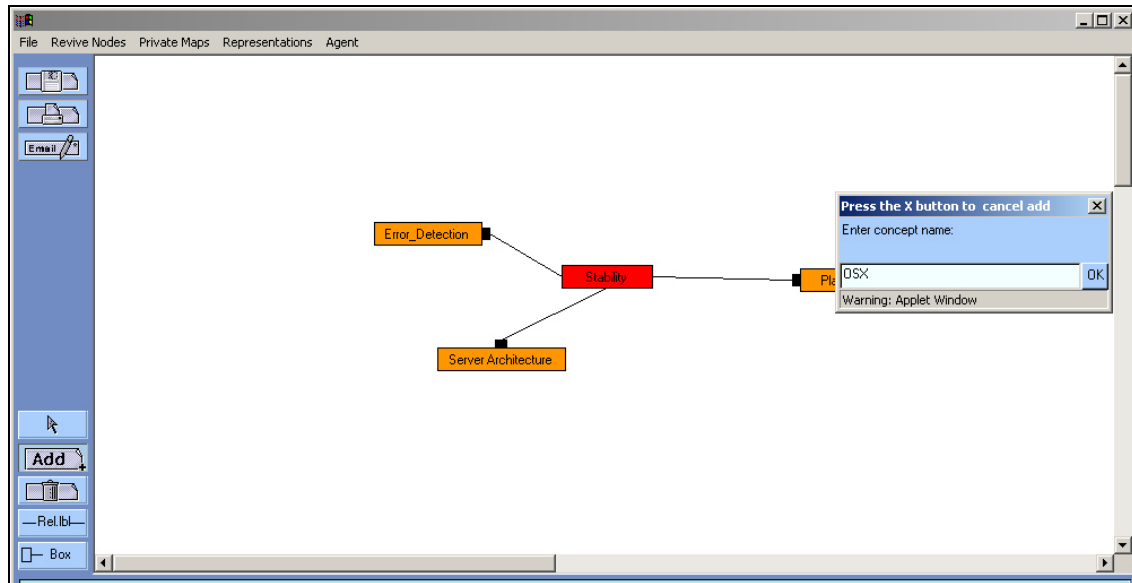 File Revive Nodes Private Maps Representations Agent
Email
Press the X button to cancel add
Enter concept name:
Error_Detection
Stability
OSX
OK
Warning: Applet Window
Server Architecture
Add
Rel.lbl
Box